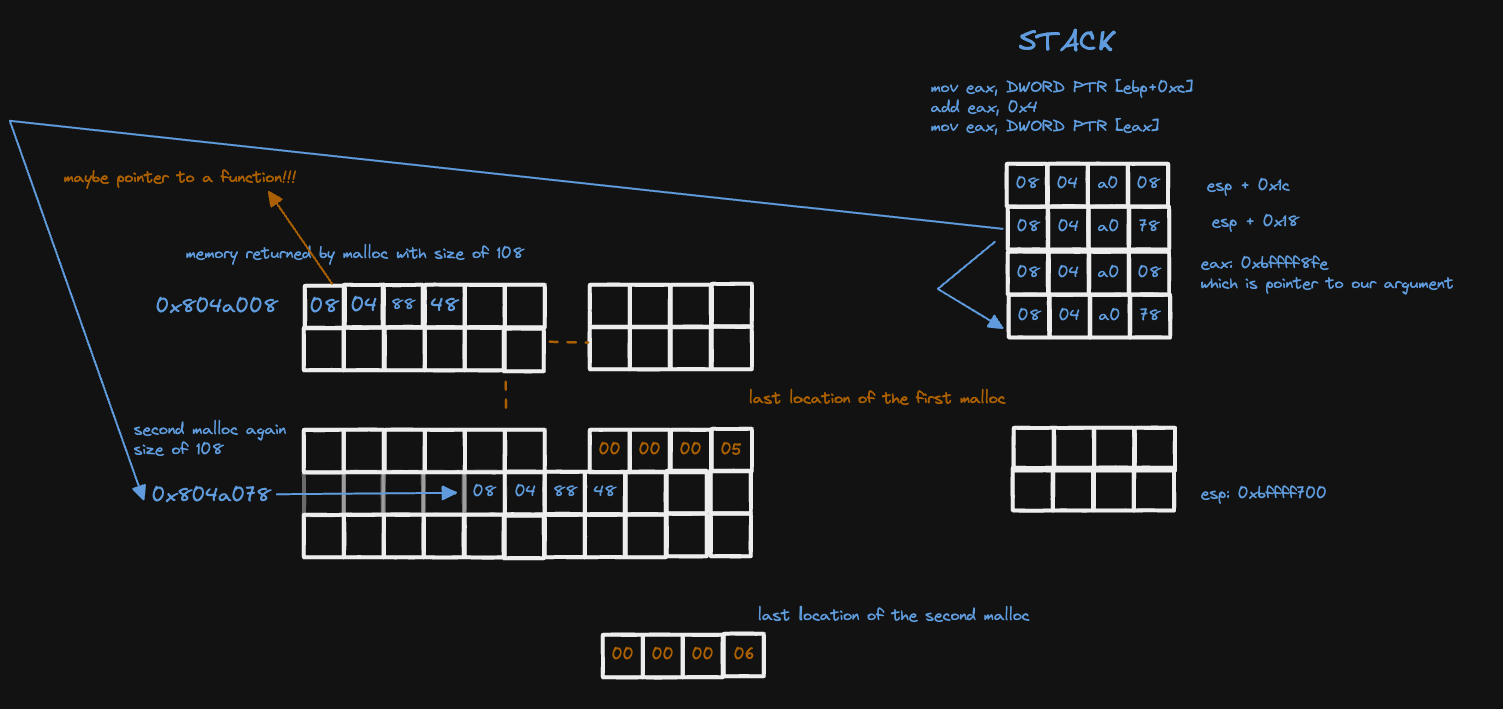 STACK
mov eax, DWORD PTR [ebp+0xc]
add eax, 0x4
mov eax, DWORD PTR [eax]
maybe pointer to a function!!!
08 04 a0 08
esp + 0x1c
08 04 a0 78
esp + 0x18
memory returned by malloc with size of 108
08 04 a0 08
eax: 0xbffff8fe
which is pointer to our argument
0x804a008
08 04 88 48
08 04 a0 78
last location of the first malloc
second malloc again
size of 108
00 00 00 05
0x804a078
08 04 88 48
esp: 0xbffff700
last location of the second malloc
00 00 00 06